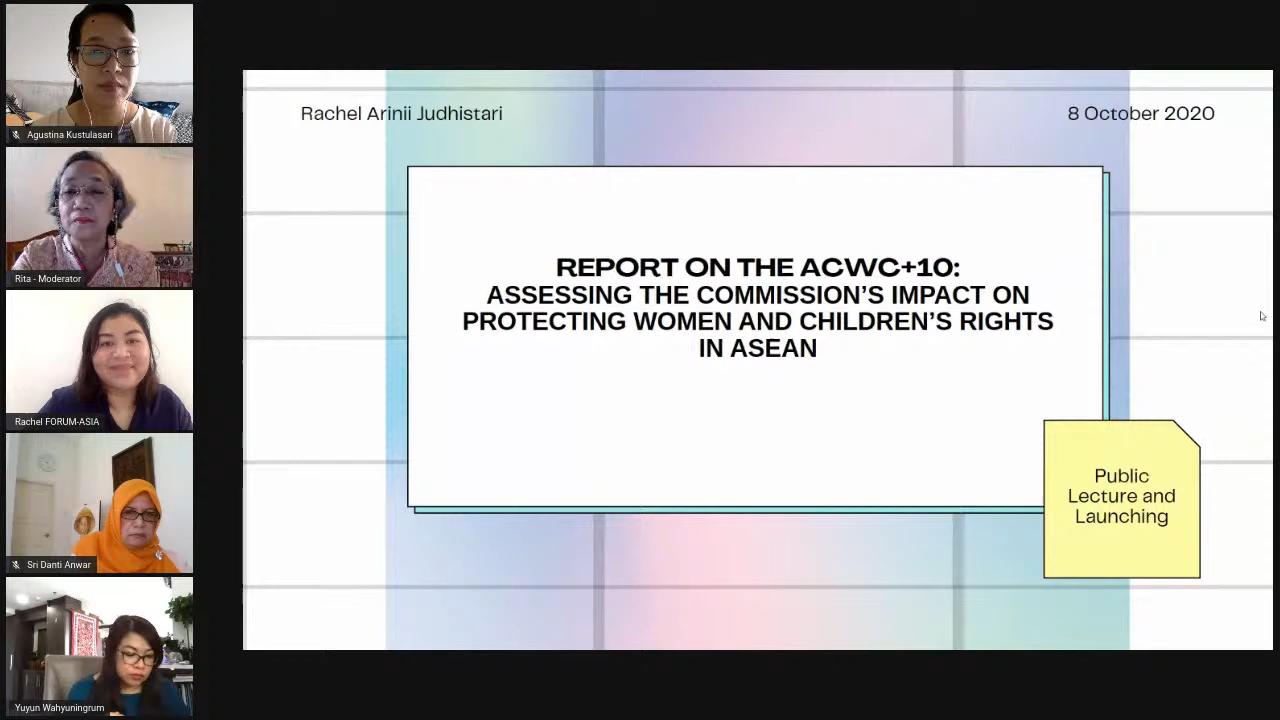 Agustina Kustulasari
Rita - Moderator
Rachel FORUM-ASIA
Sri Danti Anwar
Yuyun Wahyuningrum
Rachel Arinii Judhistari
8 October 2020
REPORT ON THE ACWC+10:
ASSESSING THE COMMISSION'S IMPACT ON
PROTECTING WOMEN AND CHILDREN'S RIGHTS
IN ASEAN
Public
Lecture and
Launching